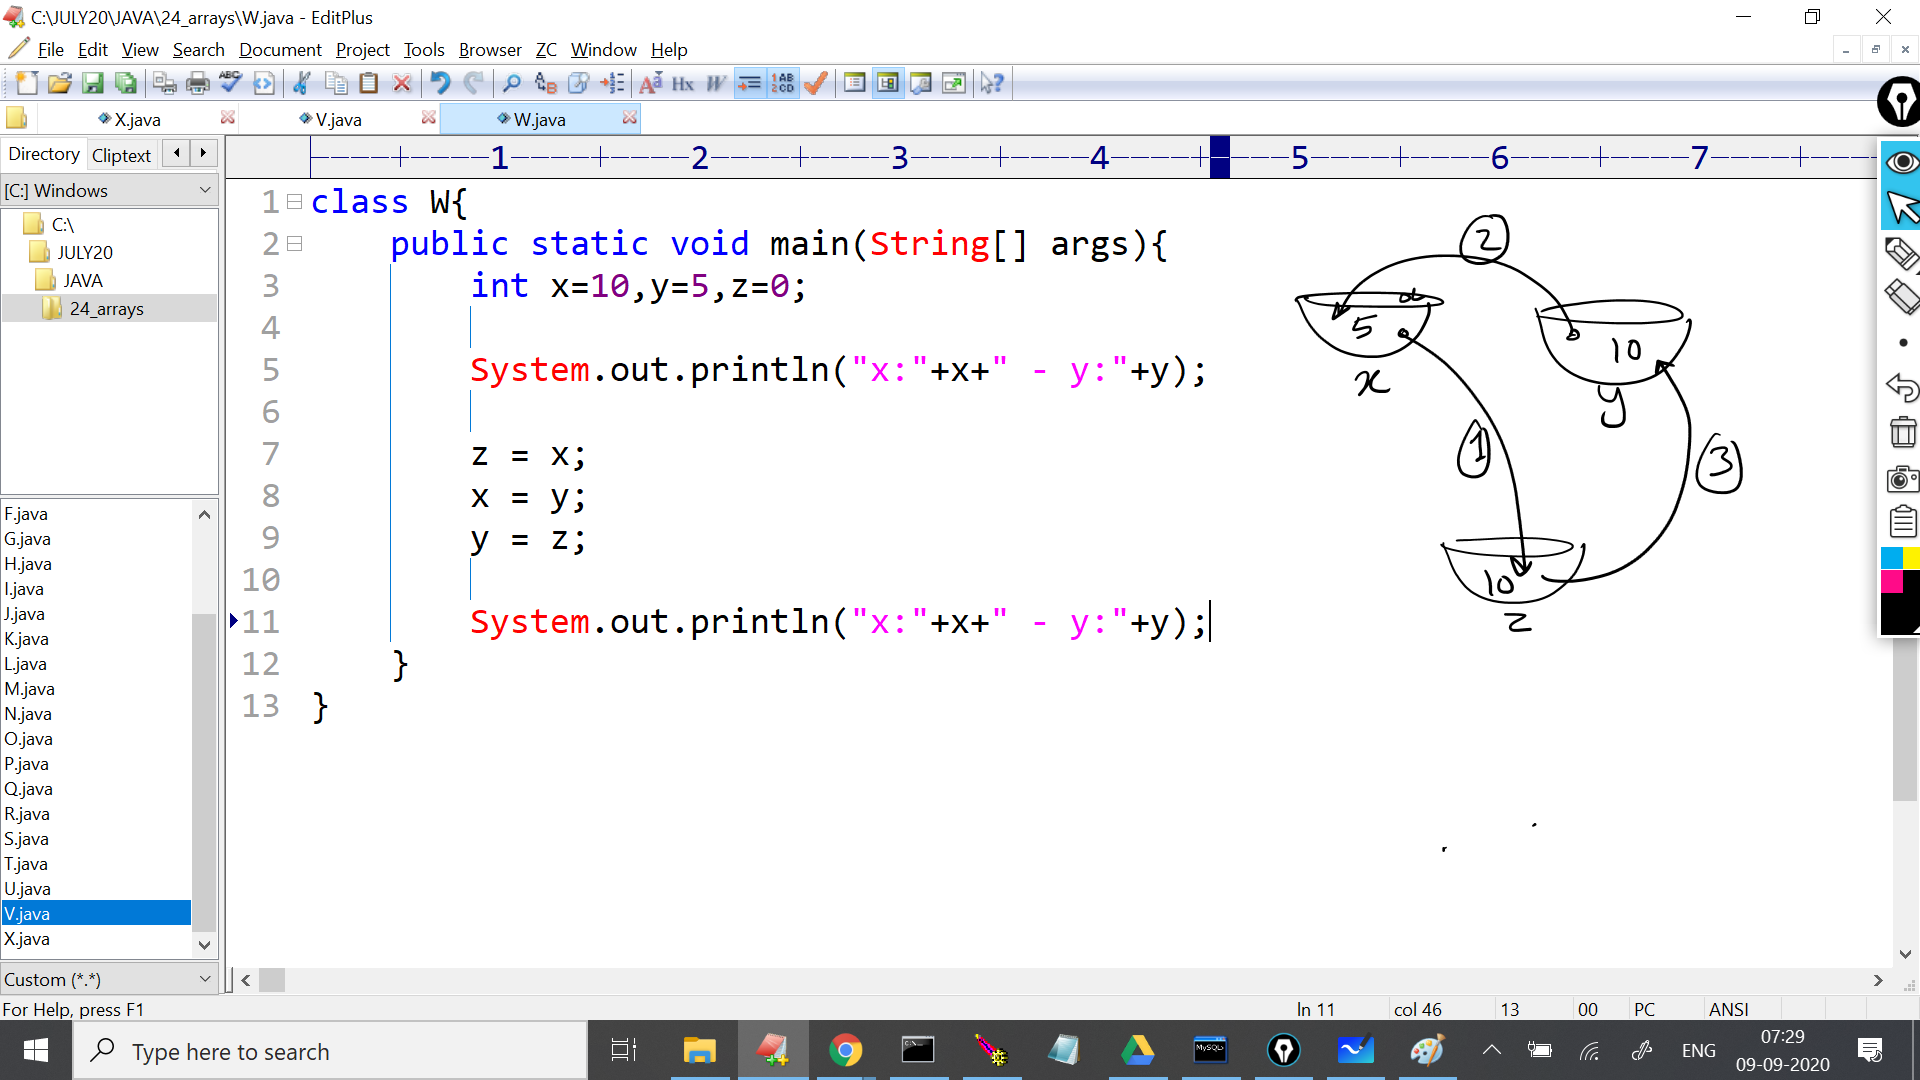 C:\JULY20\JAVA\24_arrays\W.java - EditPlus
File Edit View Search Document Project Tools Browser ZC Window Help
X.java V.java W.java
Directory Cliptext
[C:] Windows
C:\
JULY20
JAVA
24_arrays
F.java
G.java
H.java
I.java
J.java
K.java
L.java
M.java
N.java
O.java
P.java
Q.java
R.java
S.java
T.java
U.java
V.java
X.java
Custom (*.*)
1 2 3 4 5 6 7
1 class W{
2 public static void main(String[] args){
3 int x=10,y=5,z=0;
4
5 System.out.println("x:"+x+" - y:"+y);
6
7 z = x;
8 x = y;
9 y = z;
10
11 System.out.println("x:"+x+" - y:"+y);
12 }
13 }
2
5
10
x
y
1
3
10
z
For Help, press F1
ln 11 col 46 13 00 PC ANSI
Type here to search
MySQL
ENG
07:29
09-09-2020